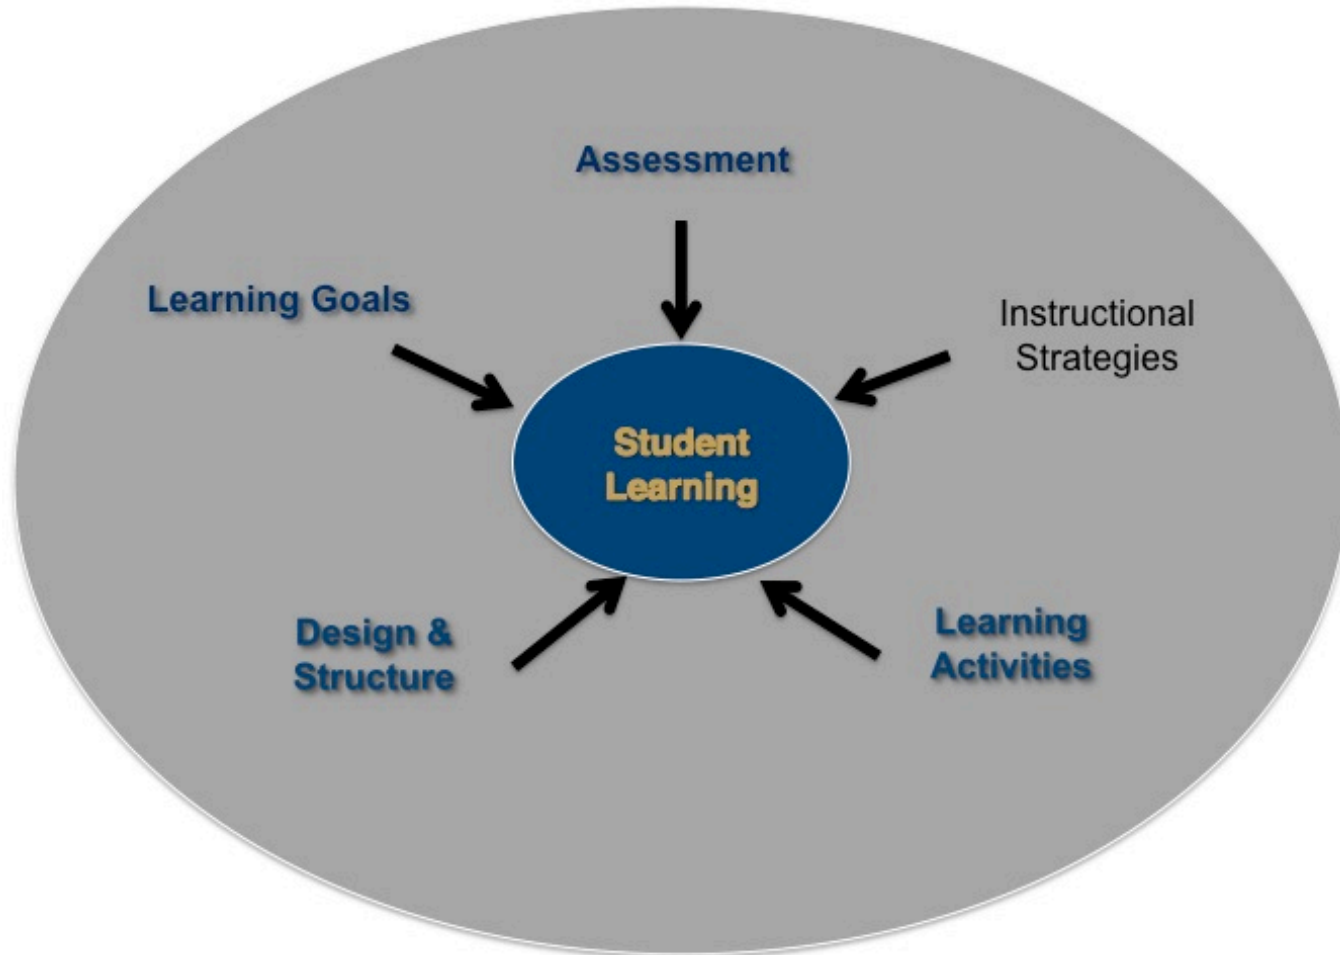 Assessment
Learning Goals
Instructional
Strategies
Student
Learning
Design &
Structure
Learning
Activities